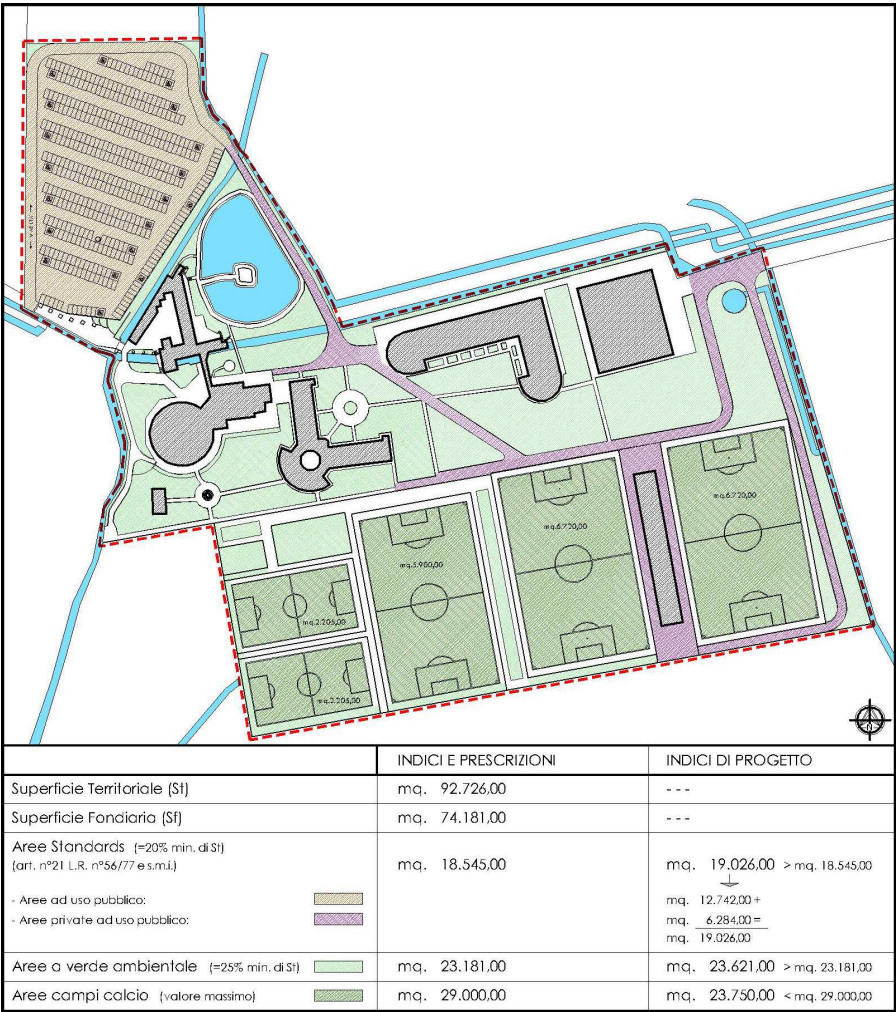 mq.6.720,00
mq.6.720,00
mq.5.900,00
mq.2.205,00
mq.2.205,00
N
INDICI E PRESCRIZIONI INDICI DI PROGETTO
Superficie Territoriale (St) mq. 92.726,00 - - -
Superficie Fondiaria (Sf) mq. 74.181,00 - - -
Aree Standards (=20% min. di St)
(art. n°21 L.R. n°56/77 e s.m.i.) mq. 18.545,00 mq. 19.026,00 > mq. 18.545,00
- Aree ad uso pubblico: mq. 12.742,00 +
- Aree private ad uso pubblico: mq. 6.284,00 =
mq. 19.026,00
Aree a verde ambientale (=25% min. di St) mq. 23.181,00 mq. 23.621,00 > mq. 23.181,00
Aree campi calcio (valore massimo) mq. 29.000,00 mq. 23.750,00 < mq. 29.000,00